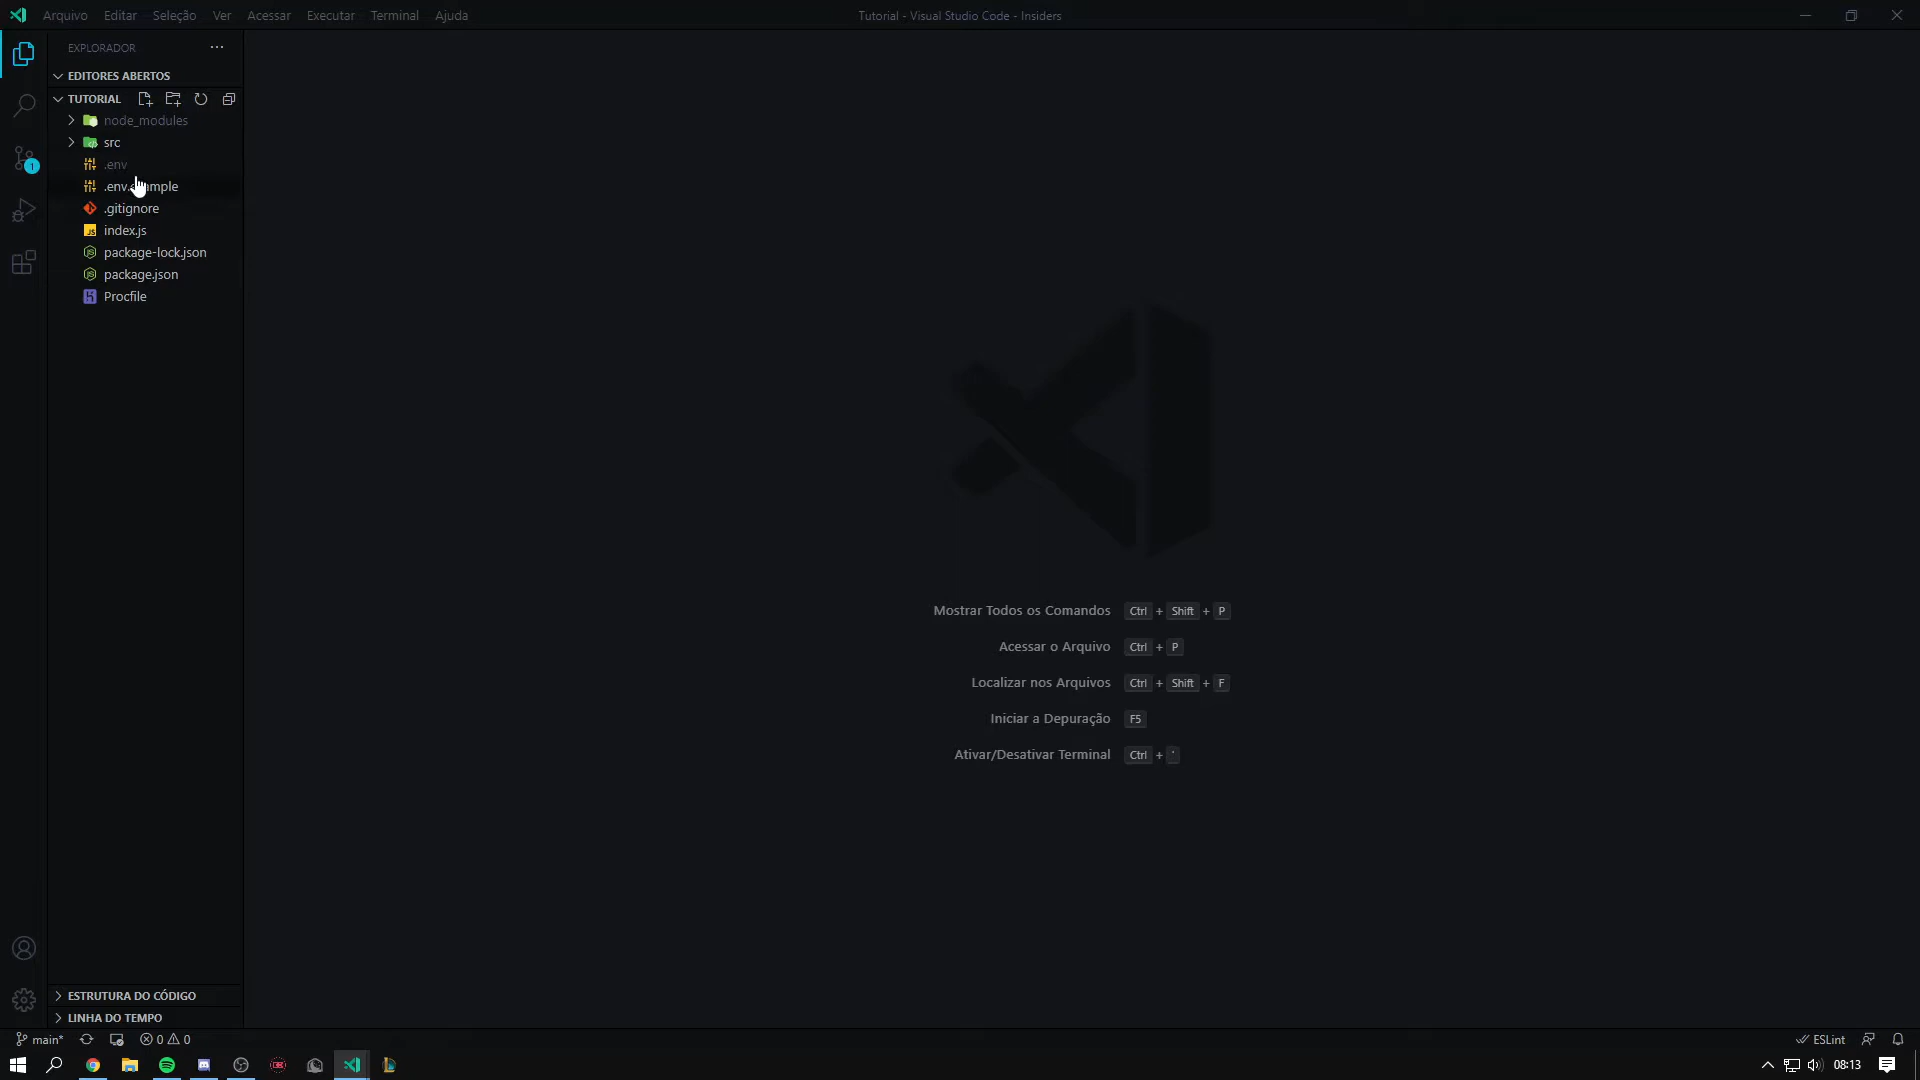 Arquivo Editar Seleção Ver Acessar Executar Terminal Ajuda
Tutorial - Visual Studio Code - Insiders
EXPLORADOR
EDITORES ABERTOS
TUTORIAL
node_modules
src
.env
.env.example
.gitignore
index.js
package-lock.json
package.json
Procfile
1
Mostrar Todos os Comandos Ctrl + Shift + P
Acessar o Arquivo Ctrl + P
Localizar nos Arquivos Ctrl + Shift + F
Iniciar a Depuração F5
Ativar/Desativar Terminal Ctrl + `
ESTRUTURA DO CÓDIGO
LINHA DO TEMPO
main* 0 0
ESLint
08:13